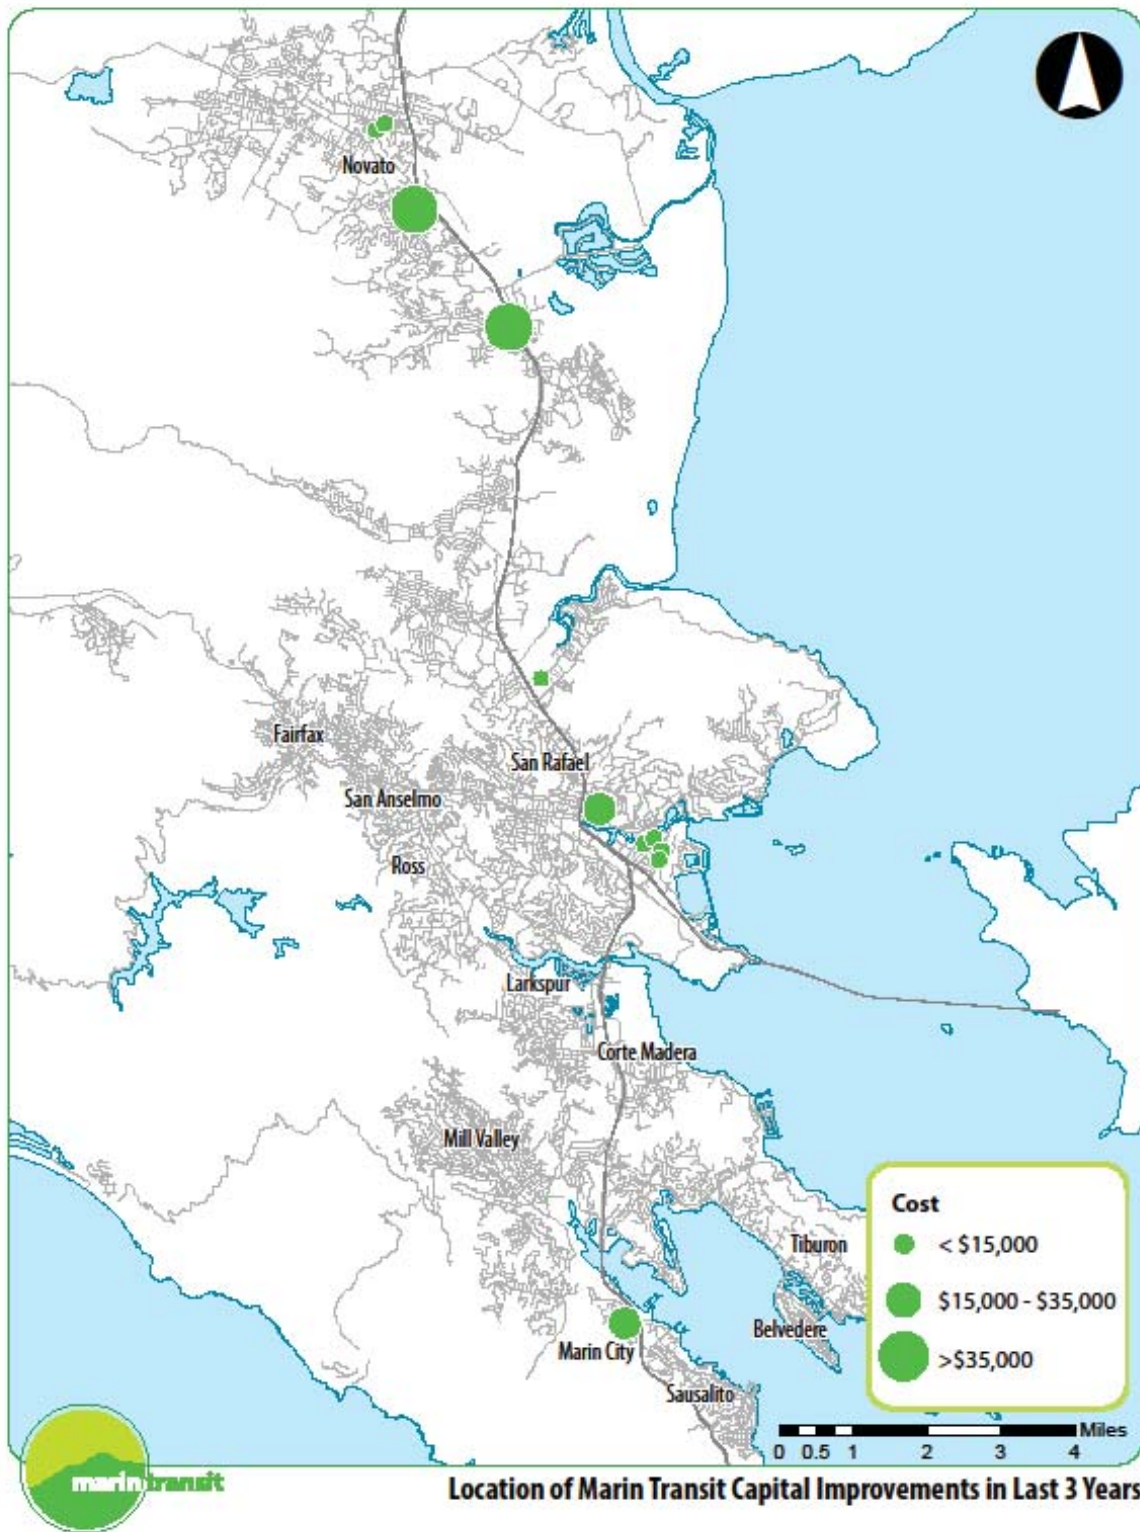 Novato
Fairfax
San Rafael
San Anselmo
Ross
Larkspur
Corte Madera
Mill Valley
Tiburon
Belvedere
Marin City
Sausalito
Cost
< $15,000
$15,000 - $35,000
>$35,000
Miles
0 0.5 1 2 3 4
marintransit
Location of Marin Transit Capital Improvements in Last 3 Years